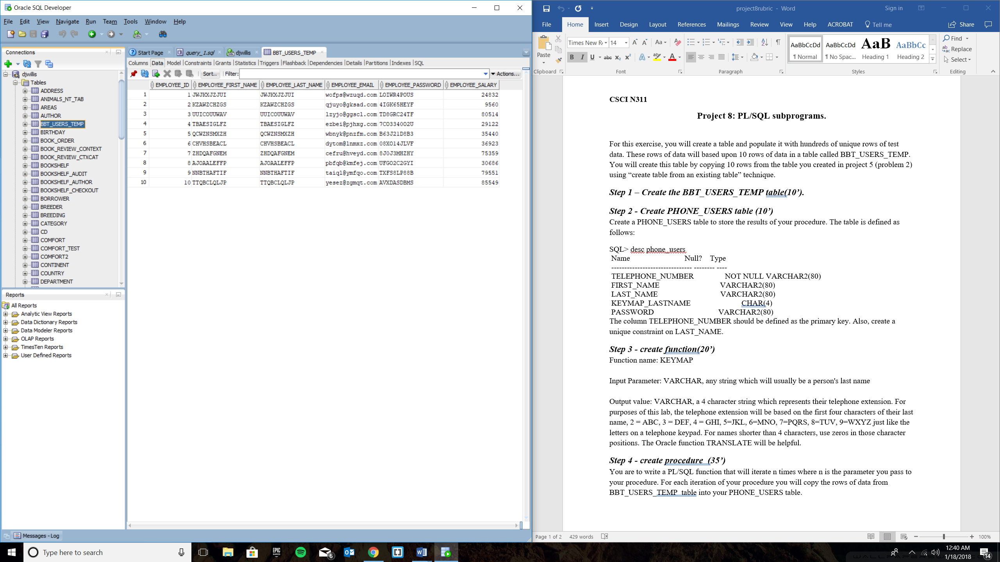 Oracle SQL Developer
File Edit View Navigate Run Team Tools Window Help
Connections
djwillis
Tables
ADDRESS
ANIMALS_NT_TAB
AREAS
AUTHOR
BBT_USERS_TEMP
BIRTHDAY
BOOK_ORDER
BOOK_REVIEW_CONTEXT
BOOK_REVIEW_CTXCAT
BOOKSHELF
BOOKSHELF_AUDIT
BOOKSHELF_AUTHOR
BOOKSHELF_CHECKOUT
BORROWER
BREEDER
BREEDING
CATEGORY
CD
COMFORT
COMFORT_TEST
COMFORT2
CONTINENT
COUNTRY
DEPARTMENT
Reports
All Reports
Analytic View Reports
Data Dictionary Reports
Data Modeler Reports
OLAP Reports
TimesTen Reports
User Defined Reports
Start Page query_1.sql djwillis BBT_USERS_TEMP
Columns Data Model Constraints Grants Statistics Triggers Flashback Dependencies Details Partitions Indexes SQL
Sort.. Filter: Actions...
EMPLOYEE_ID EMPLOYEE_FIRST_NAME EMPLOYEE_LAST_NAME EMPLOYEE_EMAIL EMPLOYEE_PASSWORD EMPLOYEE_SALARY
1 1 JWJKXJZJUI JWJKXJZJUI wofps@wzuqd.com LOIWR4POUS 24832
2 2 KZAWZCHZGS KZAWZCHZGS qjuyo@gksad.com 4IGK65HEYF 9560
3 3 UUICOUUWAV UUICOUUWAV lzyjo@ggscl.com TD8GRC24TF 80514
4 4 TBAESIGLFZ TBAESIGLFZ ezbei@pjhxg.com 7CO3340O2U 29122
5 5 QCWZNSMXZH QCWZNSMXZH wbnyk@pnzfm.com B63J21D8B3 35440
6 6 CHVHSBEACL CHVHSBEACL dytom@lnmxz.com 08XO14JLVF 36923
7 7 ZHDQAFGNEM ZHDQAFGNEM cefru@hveyd.com 8J0J3MHZHY 75359
8 8 AJOAALEFFP AJOAALEFFP pbfqb@kmfej.com UFGO2C2GYI 30686
9 9 NNBTHAFTIF NNBTHAFTIF taiql@ymfqo.com TXFS8LP88B 79551
10 10 TTQBCLQLJP TTQBCLQLJP yesez@zgmqt.com AVXDASDBMS 85549
Messages - Log
project8rubric - Word Sign in
File Home Insert Design Layout References Mailings Review View Help ACROBAT Tell me Share
Paste
Clipboard
Times New R 14 Aa
B I U abc X₂ X² A A
Font
Paragraph
AaBbCcDd AaBbCcDd AaB AaBbCc
¶ Normal ¶ No Spac... Heading 1 Heading 2
Styles
Find
Replace
Select
Editing
CSCI N311
Project 8: PL/SQL subprograms.
For this exercise, you will create a table and populate it with hundreds of unique rows of test
data. These rows of data will based upon 10 rows of data in a table called BBT_USERS_TEMP.
You will create this table by copying 10 rows from the table you created in project 5 (problem 2)
using “create table from an existing table” technique.
Step 1 – Create the BBT_USERS_TEMP table(10’).
Step 2 - Create PHONE_USERS table (10’)
Create a PHONE_USERS table to store the results of your procedure. The table is defined as
follows:
SQL> desc phone_users
Name Null? Type
------------------------------- -------- ----
TELEPHONE_NUMBER NOT NULL VARCHAR2(80)
FIRST_NAME VARCHAR2(80)
LAST_NAME VARCHAR2(80)
KEYMAP_LASTNAME CHAR(4)
PASSWORD VARCHAR2(80)
The column TELEPHONE_NUMBER should be defined as the primary key. Also, create a
unique constraint on LAST_NAME.
Step 3 - create function(20’)
Function name: KEYMAP
Input Parameter: VARCHAR, any string which will usually be a person's last name
Output value: VARCHAR, a 4 character string which represents their telephone extension. For
purposes of this lab, the telephone extension will be based on the first four characters of their last
name, 2 = ABC, 3 = DEF, 4 = GHI, 5=JKL, 6=MNO, 7=PQRS, 8=TUV, 9=WXYZ just like the
letters on a telephone keypad. For names shorter than 4 characters, use zeros in those character
positions. The Oracle function TRANSLATE will be helpful.
Step 4 - create procedure (35’)
You are to write a PL/SQL function that will iterate n times where n is the parameter you pass to
your procedure. For each iteration of your procedure you will copy the rows of data from
BBT_USERS_TEMP table into your PHONE_USERS table.
Page 1 of 2 429 words 100%
Type here to search
EPIC GAMES
6
12:40 AM
1/18/2018
14